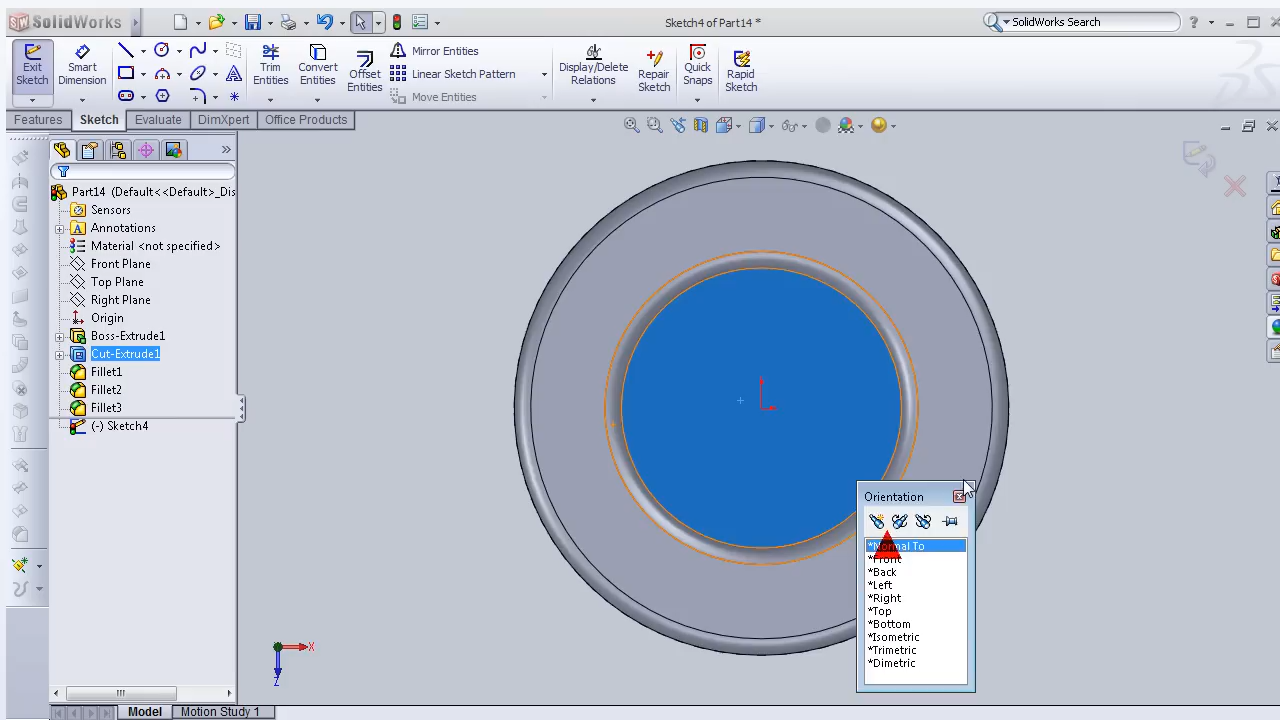 SolidWorks
Sketch4 of Part14 *
SolidWorks Search
Exit Sketch
Smart Dimension
Trim Entities
Convert Entities
Offset Entities
Mirror Entities
Linear Sketch Pattern
Move Entities
Display/Delete Relations
Repair Sketch
Quick Snaps
Rapid Sketch
Features
Sketch
Evaluate
DimXpert
Office Products
Part14 (Default<<Default>_Dis
Sensors
Annotations
Material <not specified>
Front Plane
Top Plane
Right Plane
Origin
Boss-Extrude1
Cut-Extrude1
Fillet1
Fillet2
Fillet3
(-) Sketch4
Orientation
*Normal To
*Front
*Back
*Left
*Right
*Top
*Bottom
*Isometric
*Trimetric
*Dimetric
X
Z
Model
Motion Study 1